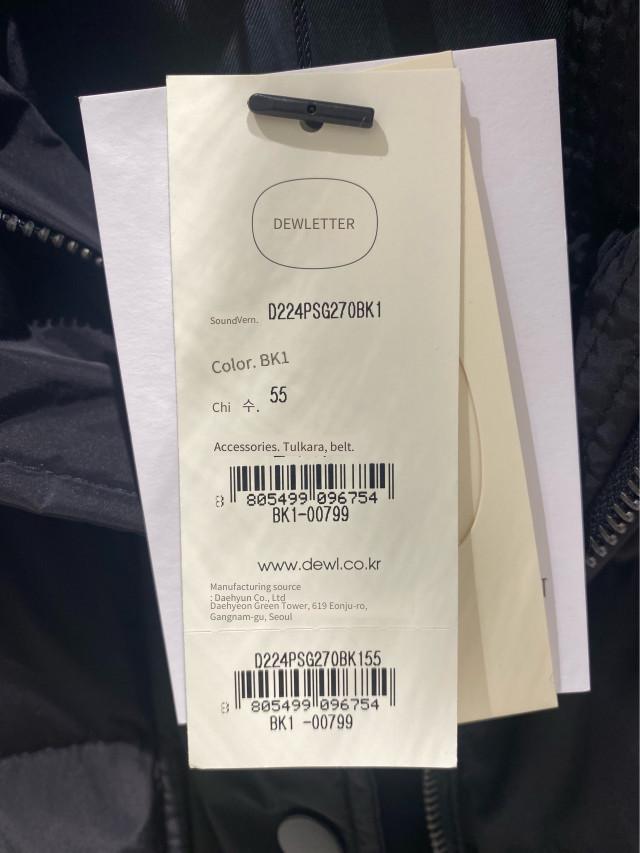 DEWLETTER
SoundVern. D224PSG270BK1
Color. BK1
Chi 수. 55
Accessories. Tulkara, belt.
8 805499 096754
BK1-00799
www.dewl.co.kr
Manufacturing source
: Daehyun Co., Ltd
Daehyeon Green Tower, 619 Eonju-ro,
Gangnam-gu, Seoul
T
D224PSG270BK155
8 805499 096754
BK1 -00799